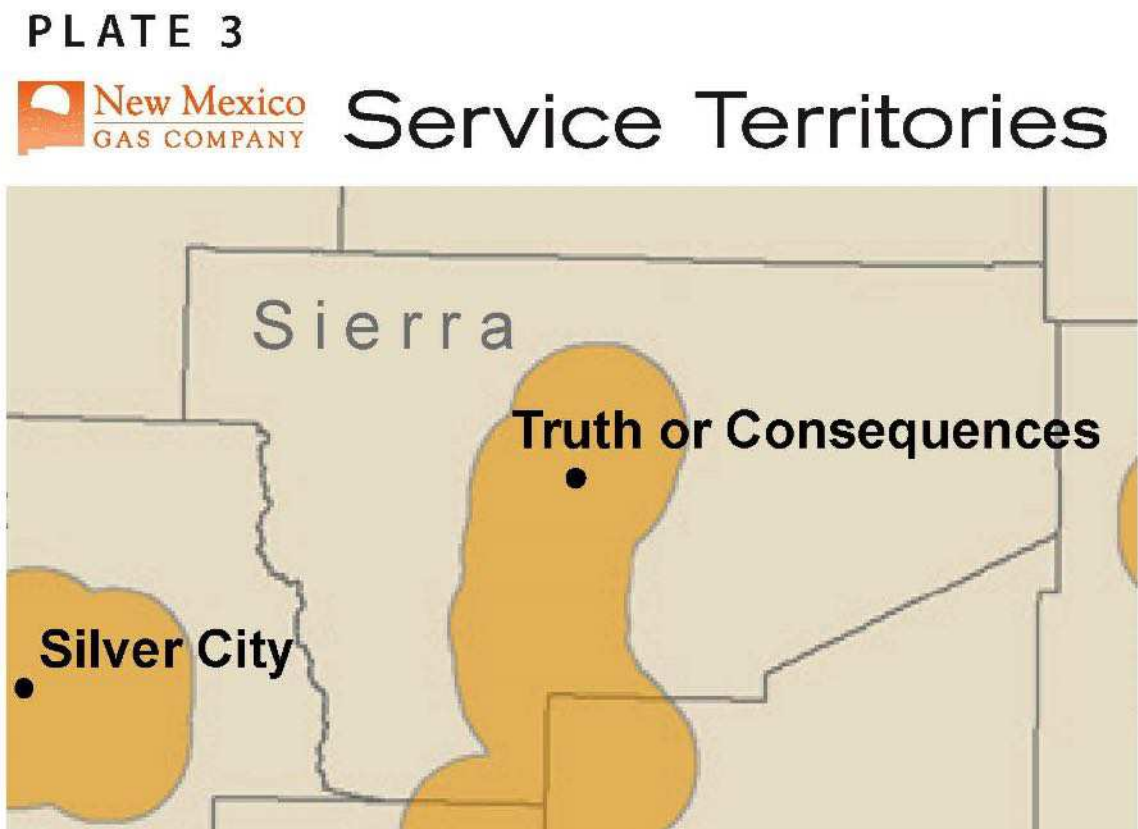 PLATE 3
New Mexico
GAS COMPANY
Service Territories
Sierra
Truth or Consequences
Silver City